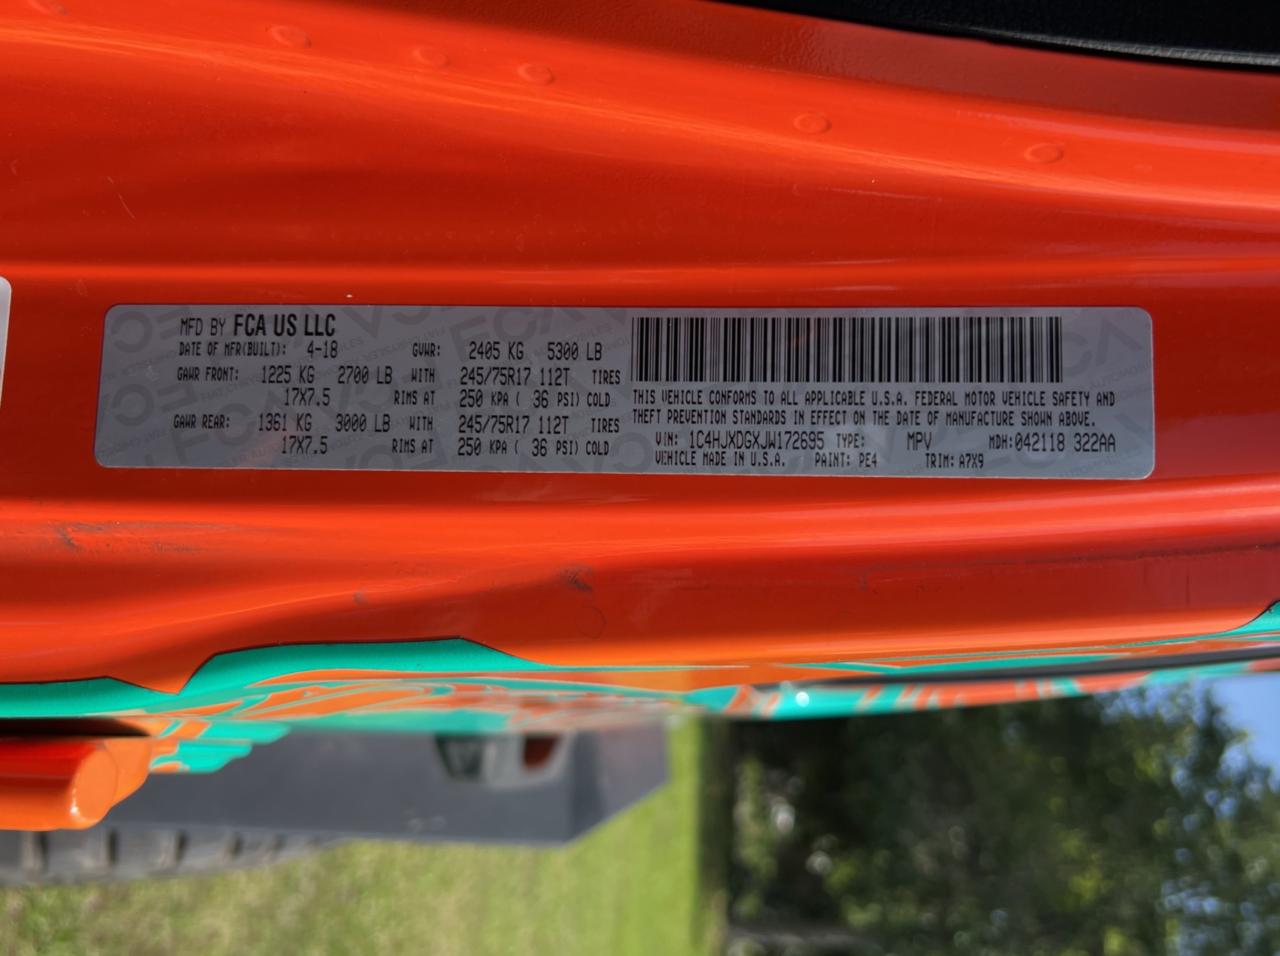 MFD BY FCA US LLC
DATE OF MFR(BUILT): 4-18 GVWR: 2405 KG 5300 LB
GAWR FRONT: 1225 KG 2700 LB WITH 245/75R17 112T TIRES
17X7.5 RIMS AT 250 KPA ( 36 PSI) COLD
GAWR REAR: 1361 KG 3000 LB WITH 245/75R17 112T TIRES
17X7.5 RIMS AT 250 KPA ( 36 PSI) COLD
THIS VEHICLE CONFORMS TO ALL APPLICABLE U.S.A. FEDERAL MOTOR VEHICLE SAFETY AND
THEFT PREVENTION STANDARDS IN EFFECT ON THE DATE OF MANUFACTURE SHOWN ABOVE.
VIN: 1C4HJXDGXJW172695 TYPE: MPV MDH: 042118 322AA
VEHICLE MADE IN U.S.A. PAINT: PE4 TRIM: A7X9